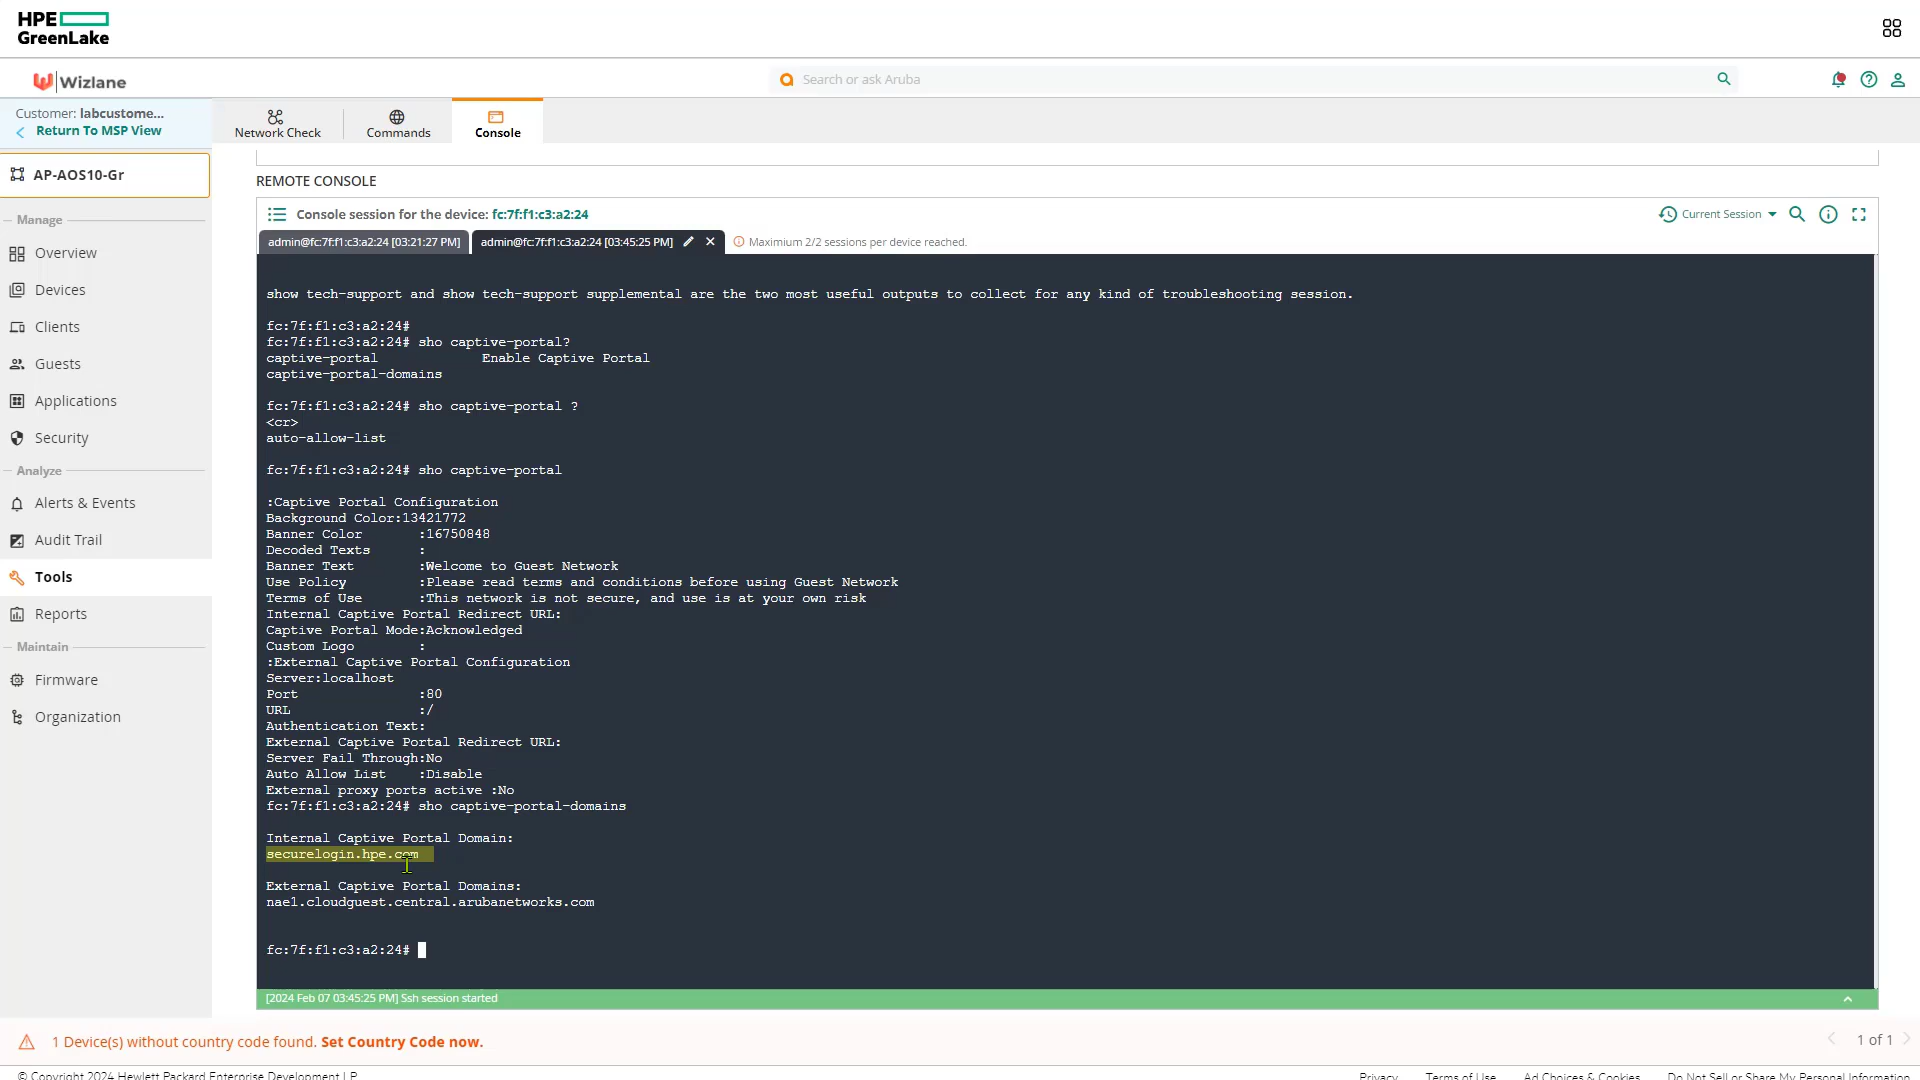 HPE
GreenLake
Wizlane
Search or ask Aruba
Customer: labcustome...
Return To MSP View
Network Check
Commands
Console
AP-AOS10-Gr
Manage
Overview
Devices
Clients
Guests
Applications
Security
Analyze
Alerts & Events
Audit Trail
Tools
Reports
Maintain
Firmware
Organization
REMOTE CONSOLE
Console session for the device: fc:7f:f1:c3:a2:24
Current Session
admin@fc:7f:f1:c3:a2:24 [03:21:27 PM]
admin@fc:7f:f1:c3:a2:24 [03:45:25 PM]
Maximum 2/2 sessions per device reached.
show tech-support and show tech-support supplemental are the two most useful outputs to collect for any kind of troubleshooting session.
fc:7f:f1:c3:a2:24#
fc:7f:f1:c3:a2:24# sho captive-portal?
captive-portal Enable Captive Portal
captive-portal-domains
fc:7f:f1:c3:a2:24# sho captive-portal ?
<cr>
auto-allow-list
fc:7f:f1:c3:a2:24# sho captive-portal
:Captive Portal Configuration
Background Color:13421772
Banner Color :16750848
Decoded Texts :
Banner Text :Welcome to Guest Network
Use Policy :Please read terms and conditions before using Guest Network
Terms of Use :This network is not secure, and use is at your own risk
Internal Captive Portal Redirect URL:
Captive Portal Mode:Acknowledged
Custom Logo :
:External Captive Portal Configuration
Server:localhost
Port :80
URL :/
Authentication Text:
External Captive Portal Redirect URL:
Server Fail Through:No
Auto Allow List :Disable
External proxy ports active :No
fc:7f:f1:c3:a2:24# sho captive-portal-domains
Internal Captive Portal Domain:
securelogin.hpe.com
External Captive Portal Domains:
nae1.cloudguest.central.arubanetworks.com
fc:7f:f1:c3:a2:24#
[2024 Feb 07 03:45:25 PM] Ssh session started
1 Device(s) without country code found. Set Country Code now.
1 of 1
© Copyright 2024 Hewlett Packard Enterprise Development LP
Privacy
Terms of Use
Ad Choices & Cookies
Do Not Sell or Share My Personal Information